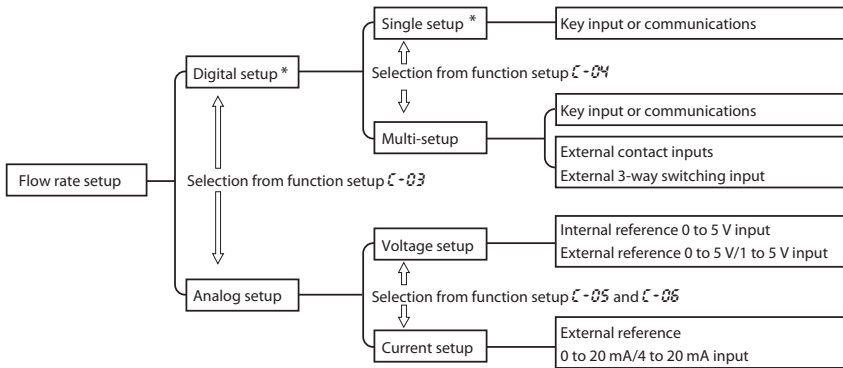 Single setup *
Key input or communications
Digital setup *
Selection from function setup C-04
Key input or communications
Multi-setup
External contact inputs
External 3-way switching input
Flow rate setup
Selection from function setup C-03
Internal reference 0 to 5 V input
Voltage setup
External reference 0 to 5 V/1 to 5 V input
Analog setup
Selection from function setup C-05 and C-06
External reference
Current setup
0 to 20 mA/4 to 20 mA input